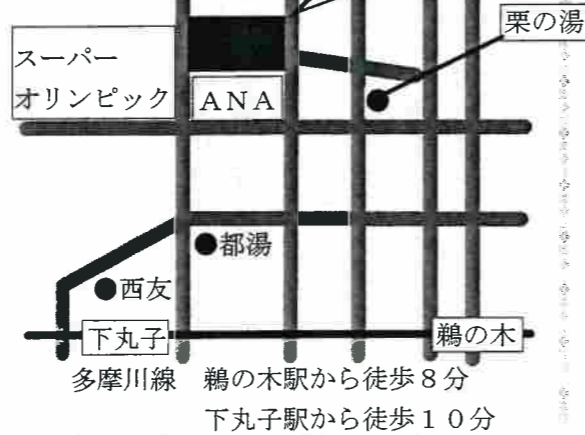 栗の湯
スーパー
オリンピック
ＡＮＡ
●都湯
●西友
下丸子
鵜の木
多摩川線　鵜の木駅から徒歩８分
下丸子駅から徒歩１０分